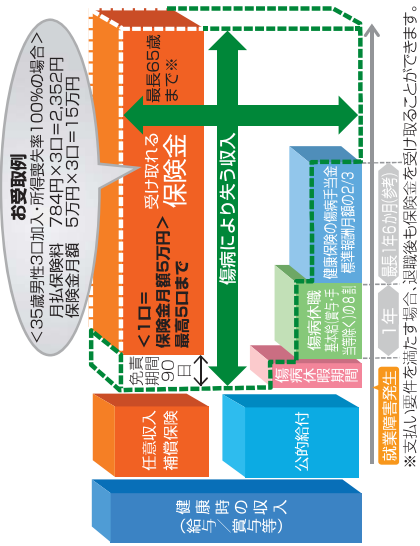 お受取例
<35歳男性3口加入・所得喪失率100%の場合>
月払保険料 784円×3口=2,352円
保険金月額 5万円×3口=15万円
健康時の収入
(給与/賞与等)
任意収入
補償保険
公的給付
免責
期間
90
日
<1口=
保険金月額5万円>
最高5口まで
受け取れる
保険金
最長65歳
まで※
傷病により失う収入
傷病
休暇
期間
傷病休職
基本給(賞与・手
当等除く)の8割
健康保険の傷病手当金
標準報酬月額の2/3
就業障害発生
1年
最長1年6か月(参考)
※支払い要件を満たす場合、退職後も保険金を受け取ることができます。